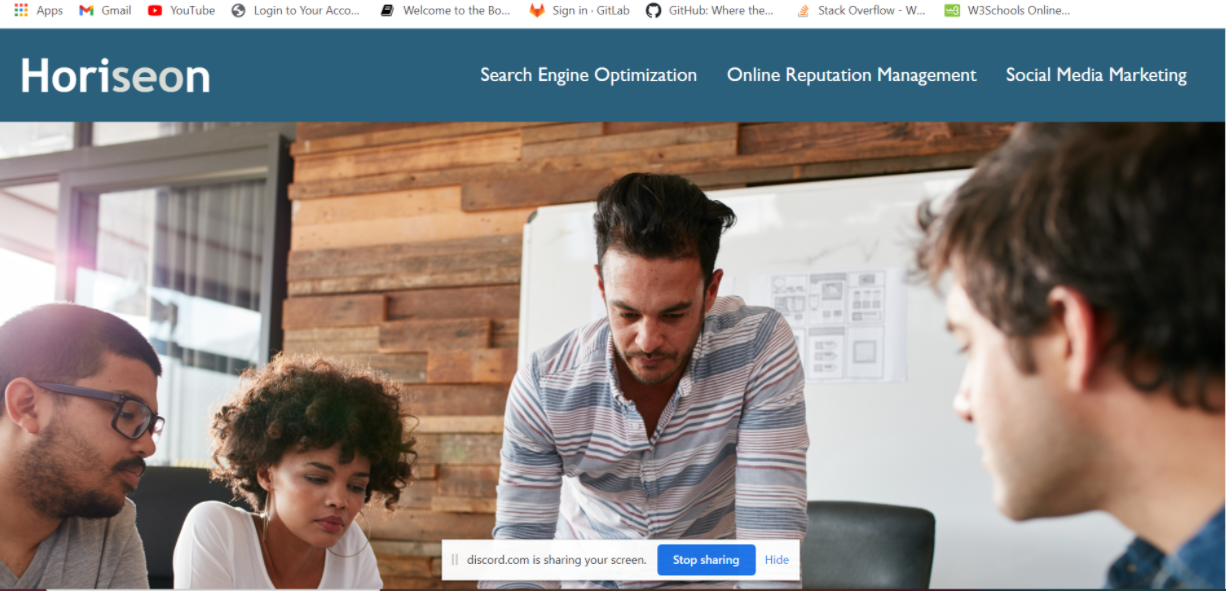 Apps Gmail YouTube Login to Your Acco... Welcome to the Bo... Sign in · GitLab GitHub: Where the... Stack Overflow - W... W3Schools Online...
Horiseon Search Engine Optimization Online Reputation Management Social Media Marketing
discord.com is sharing your screen. Stop sharing Hide